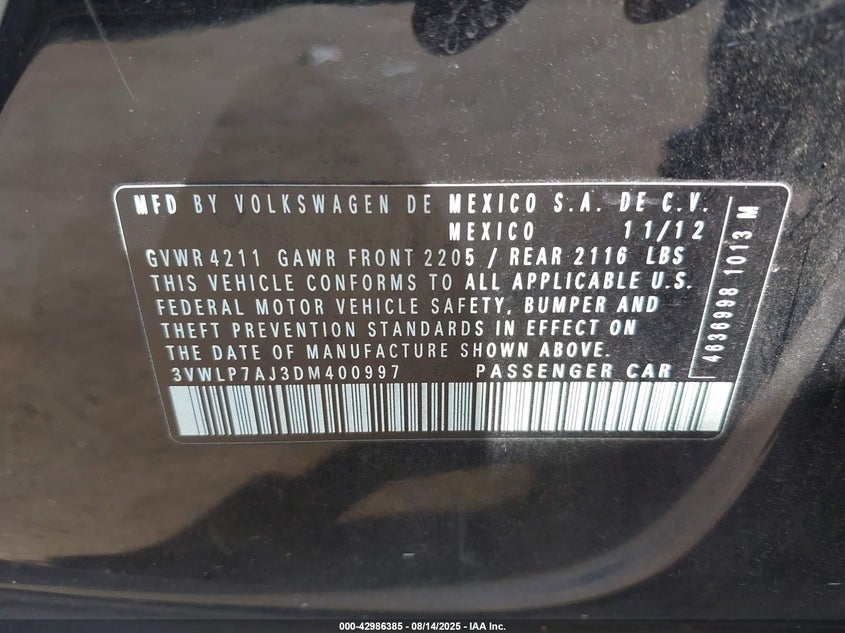 MFD BY VOLKSWAGEN DE MEXICO S.A. DE C.V.
MEXICO 11/12
GVWR 4211 GAWR FRONT 2205 / REAR 2116 LBS
THIS VEHICLE CONFORMS TO ALL APPLICABLE U.S.
FEDERAL MOTOR VEHICLE SAFETY, BUMPER AND
THEFT PREVENTION STANDARDS IN EFFECT ON
THE DATE OF MANUFACTURE SHOWN ABOVE.
3VWLP7AJ3DM400997 PASSENGER CAR
4636998 1013 M
000-42986385 - 08/14/2025 - IAA Inc.